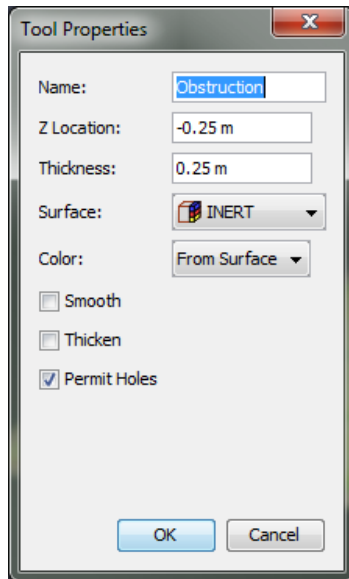 Tool Properties
Name: Obstruction
Z Location: -0.25 m
Thickness: 0.25 m
Surface: INERT
Color: From Surface
Smooth
Thicken
Permit Holes
OK Cancel